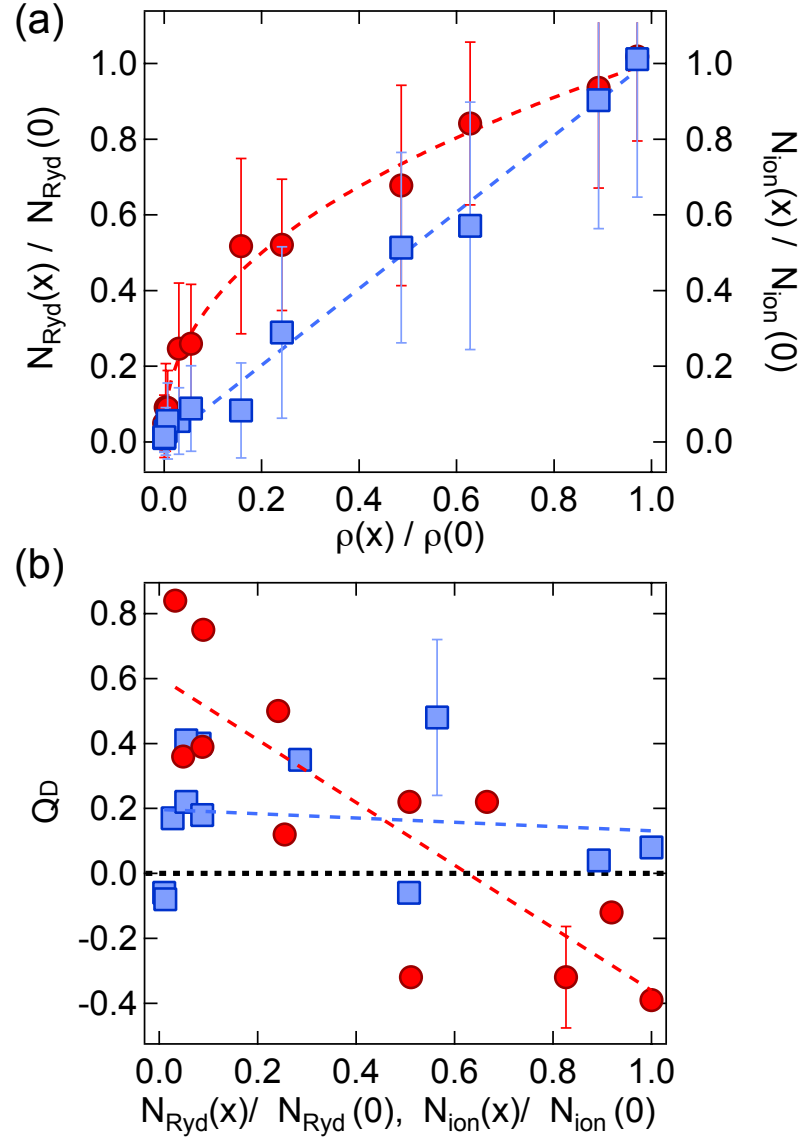 (a)
N_Ryd(x) / N_Ryd(0)
1.0
0.8
0.6
0.4
0.2
0.0
1.0
0.8
0.6
0.4
0.2
0.0
N_ion(x) / N_ion(0)
0.0 0.2 0.4 0.6 0.8 1.0
ρ(x) / ρ(0)
(b)
Q_D
0.8
0.6
0.4
0.2
0.0
-0.2
-0.4
0.0 0.2 0.4 0.6 0.8 1.0
N_Ryd(x)/ N_Ryd(0), N_ion(x)/ N_ion(0)